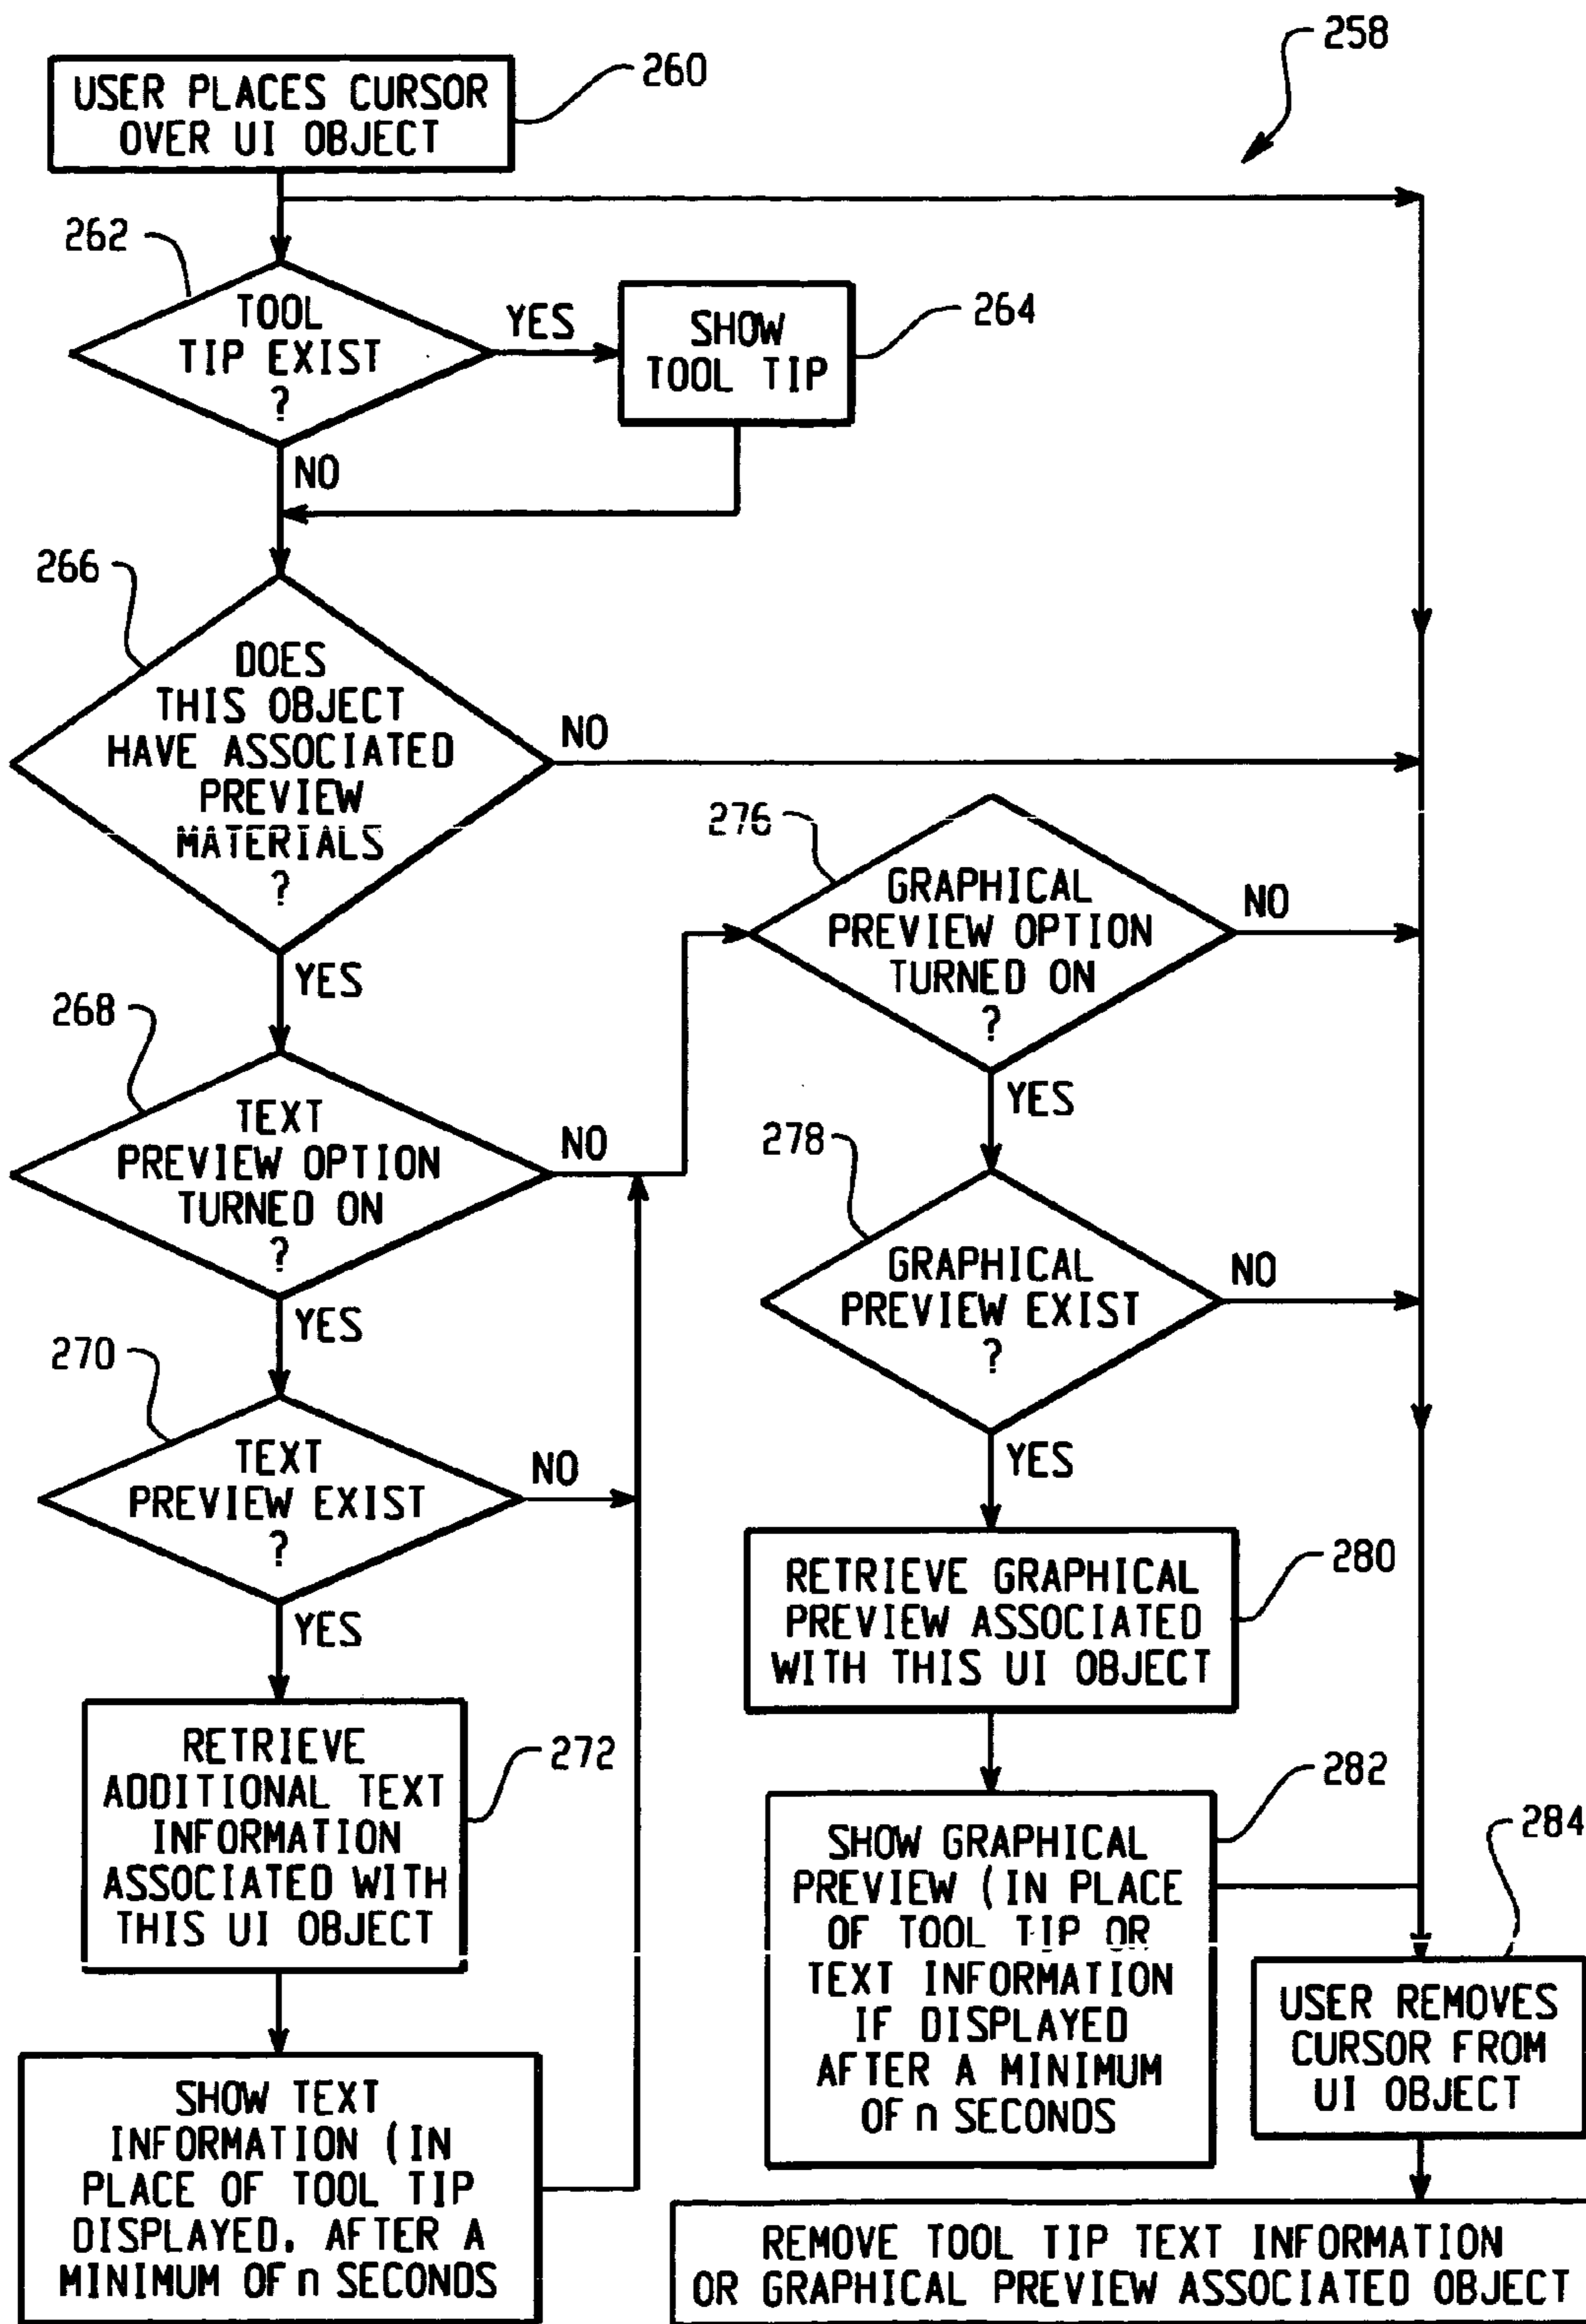 258
USER PLACES CURSOR
OVER UI OBJECT
260
262
TOOL
TIP EXIST
?
YES
SHOW
TOOL TIP
264
NO
266
DOES
THIS OBJECT
HAVE ASSOCIATED
PREVIEW
MATERIALS
?
NO
YES
268
TEXT
PREVIEW OPTION
TURNED ON
?
NO
YES
270
TEXT
PREVIEW EXIST
?
NO
YES
RETRIEVE
ADDITIONAL TEXT
INFORMATION
ASSOCIATED WITH
THIS UI OBJECT
272
SHOW TEXT
INFORMATION (IN
PLACE OF TOOL TIP
DISPLAYED, AFTER A
MINIMUM OF n SECONDS
276
GRAPHICAL
PREVIEW OPTION
TURNED ON
?
NO
YES
278
GRAPHICAL
PREVIEW EXIST
?
NO
YES
RETRIEVE GRAPHICAL
PREVIEW ASSOCIATED
WITH THIS UI OBJECT
280
282
SHOW GRAPHICAL
PREVIEW (IN PLACE
OF TOOL TIP OR
TEXT INFORMATION
IF DISPLAYED
AFTER A MINIMUM
OF n SECONDS
284
USER REMOVES
CURSOR FROM
UI OBJECT
REMOVE TOOL TIP TEXT INFORMATION
OR GRAPHICAL PREVIEW ASSOCIATED OBJECT